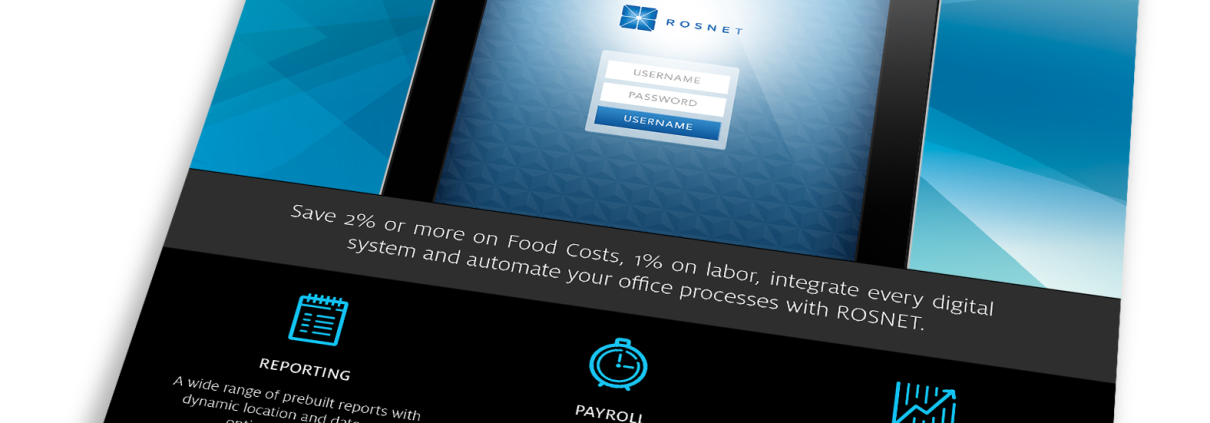 ROSNET
USERNAME
PASSWORD
USERNAME
Save 2% or more on Food Costs, 1% on labor, integrate every digital
system and automate your office processes with ROSNET.
REPORTING
A wide range of prebuilt reports with
dynamic location and date
PAYROLL